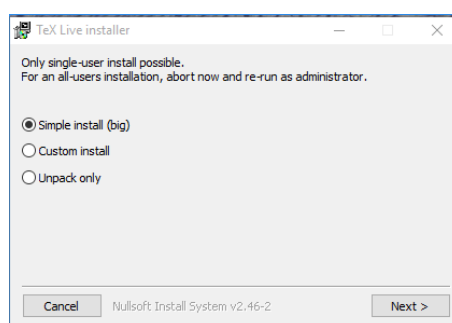 TeX Live installer
Only single-user install possible.
For an all-users installation, abort now and re-run as administrator.
Simple install (big)
Custom install
Unpack only
Cancel Nullsoft Install System v2.46-2 Next >